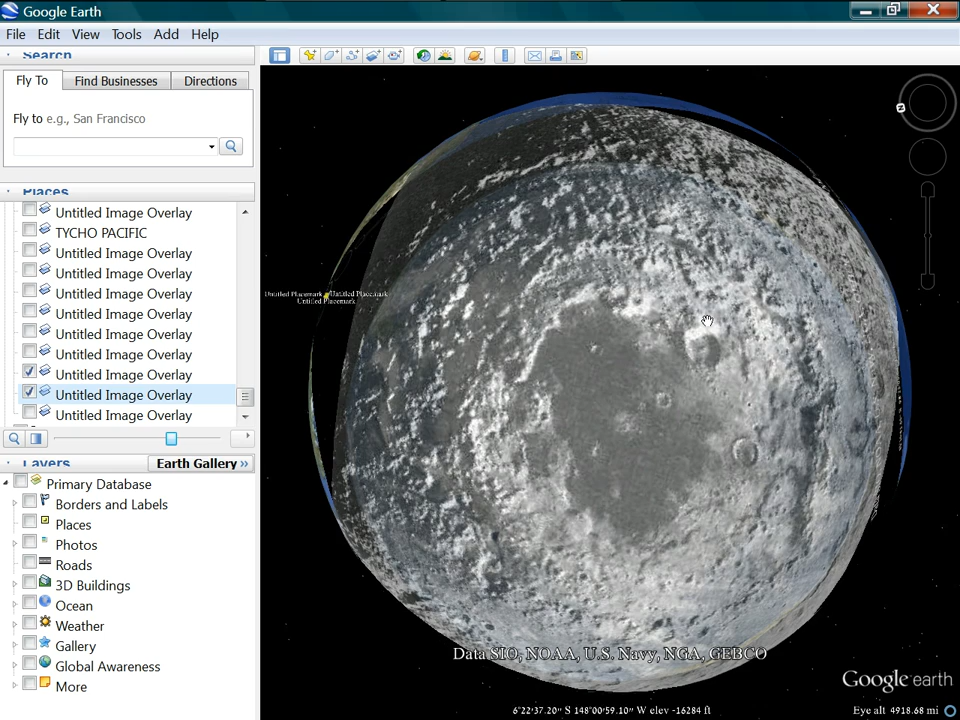 Google Earth
File Edit View Tools Add Help
Search
Fly To Find Businesses Directions
Fly to e.g., San Francisco
Places
Untitled Image Overlay
TYCHO PACIFIC
Untitled Image Overlay
Untitled Image Overlay
Untitled Image Overlay
Untitled Image Overlay
Untitled Image Overlay
Untitled Image Overlay
Untitled Image Overlay
Untitled Image Overlay
Untitled Image Overlay
Layers
Earth Gallery »
Primary Database
Borders and Labels
Places
Photos
Roads
3D Buildings
Ocean
Weather
Gallery
Global Awareness
More
N
Untitled Placemark Untitled Placemark
Untitled Placemark
Data SIO, NOAA, U.S. Navy, NGA, GEBCO
Google earth
6°22'37.20" S 148°00'59.10" W elev -16284 ft Eye alt 4918.68 mi